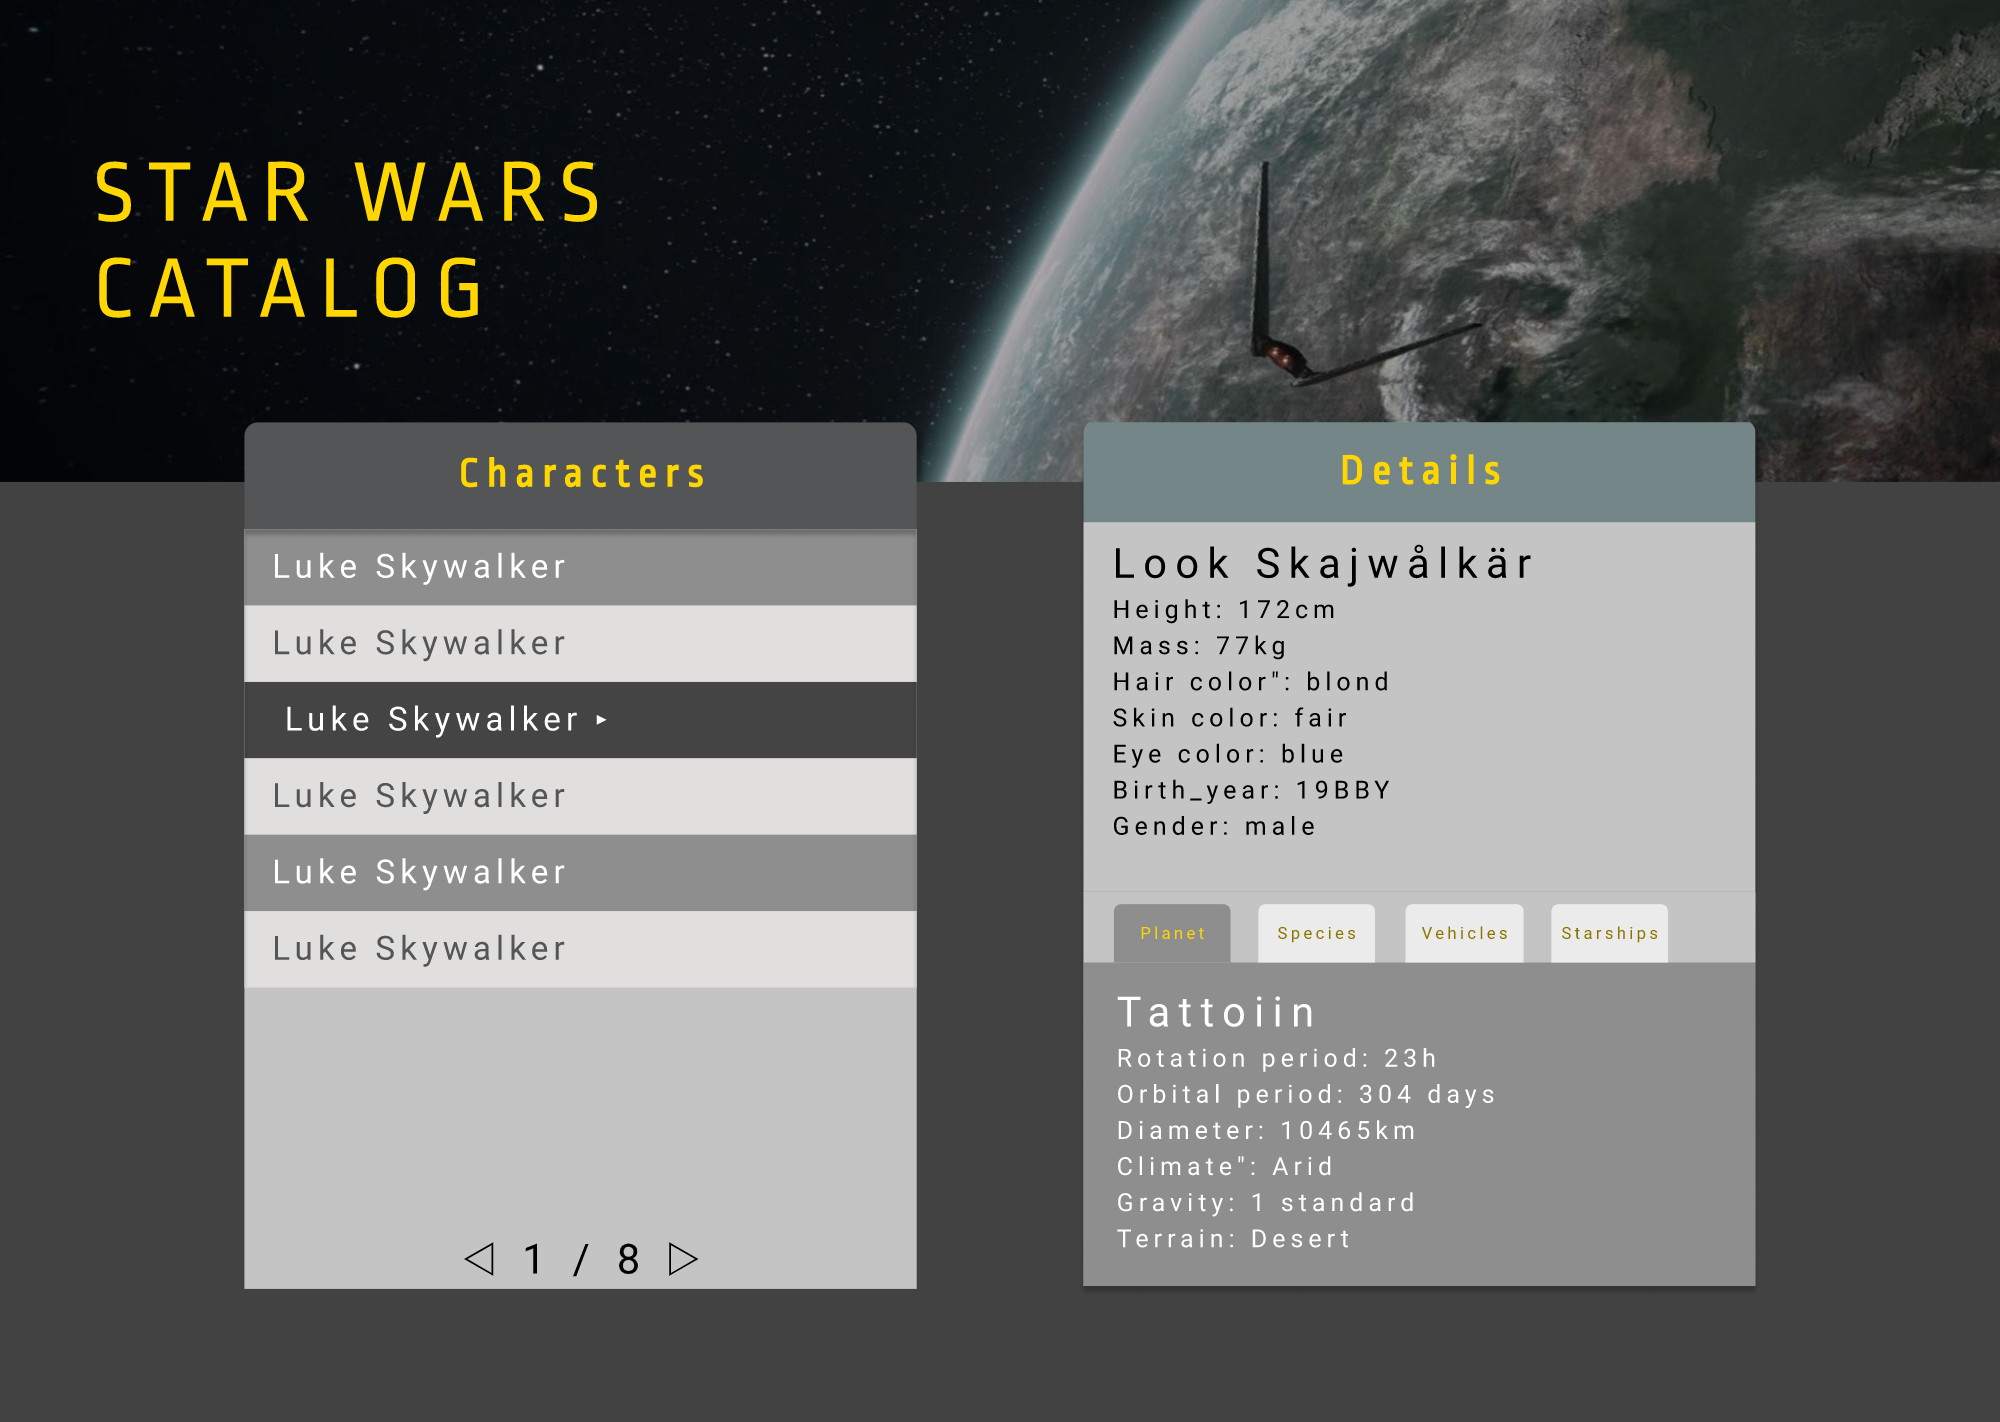 STAR WARS
CATALOG
Characters
Luke Skywalker
Luke Skywalker
Luke Skywalker ▸
Luke Skywalker
Luke Skywalker
Luke Skywalker
◁ 1 / 8 ▷
Details
Look Skajwålkär
Height: 172cm
Mass: 77kg
Hair color": blond
Skin color: fair
Eye color: blue
Birth_year: 19BBY
Gender: male
Planet Species Vehicles Starships
Tattoiin
Rotation period: 23h
Orbital period: 304 days
Diameter: 10465km
Climate": Arid
Gravity: 1 standard
Terrain: Desert